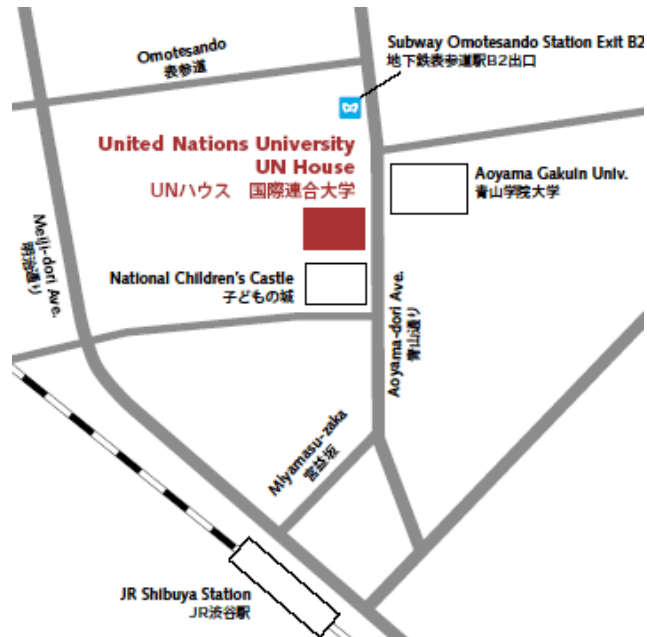 Omotesando
表参道
Subway Omotesando Station Exit B2
地下鉄表参道駅B2出口
United Nations University
UN House
UNハウス 国際連合大学
Aoyama Gakuin Univ.
青山学院大学
Meiji-dori Ave.
明治通り
National Children's Castle
子どもの城
Aoyama-dori Ave.
青山通り
Miyamasu-zaka
宮益坂
JR Shibuya Station
JR渋谷駅